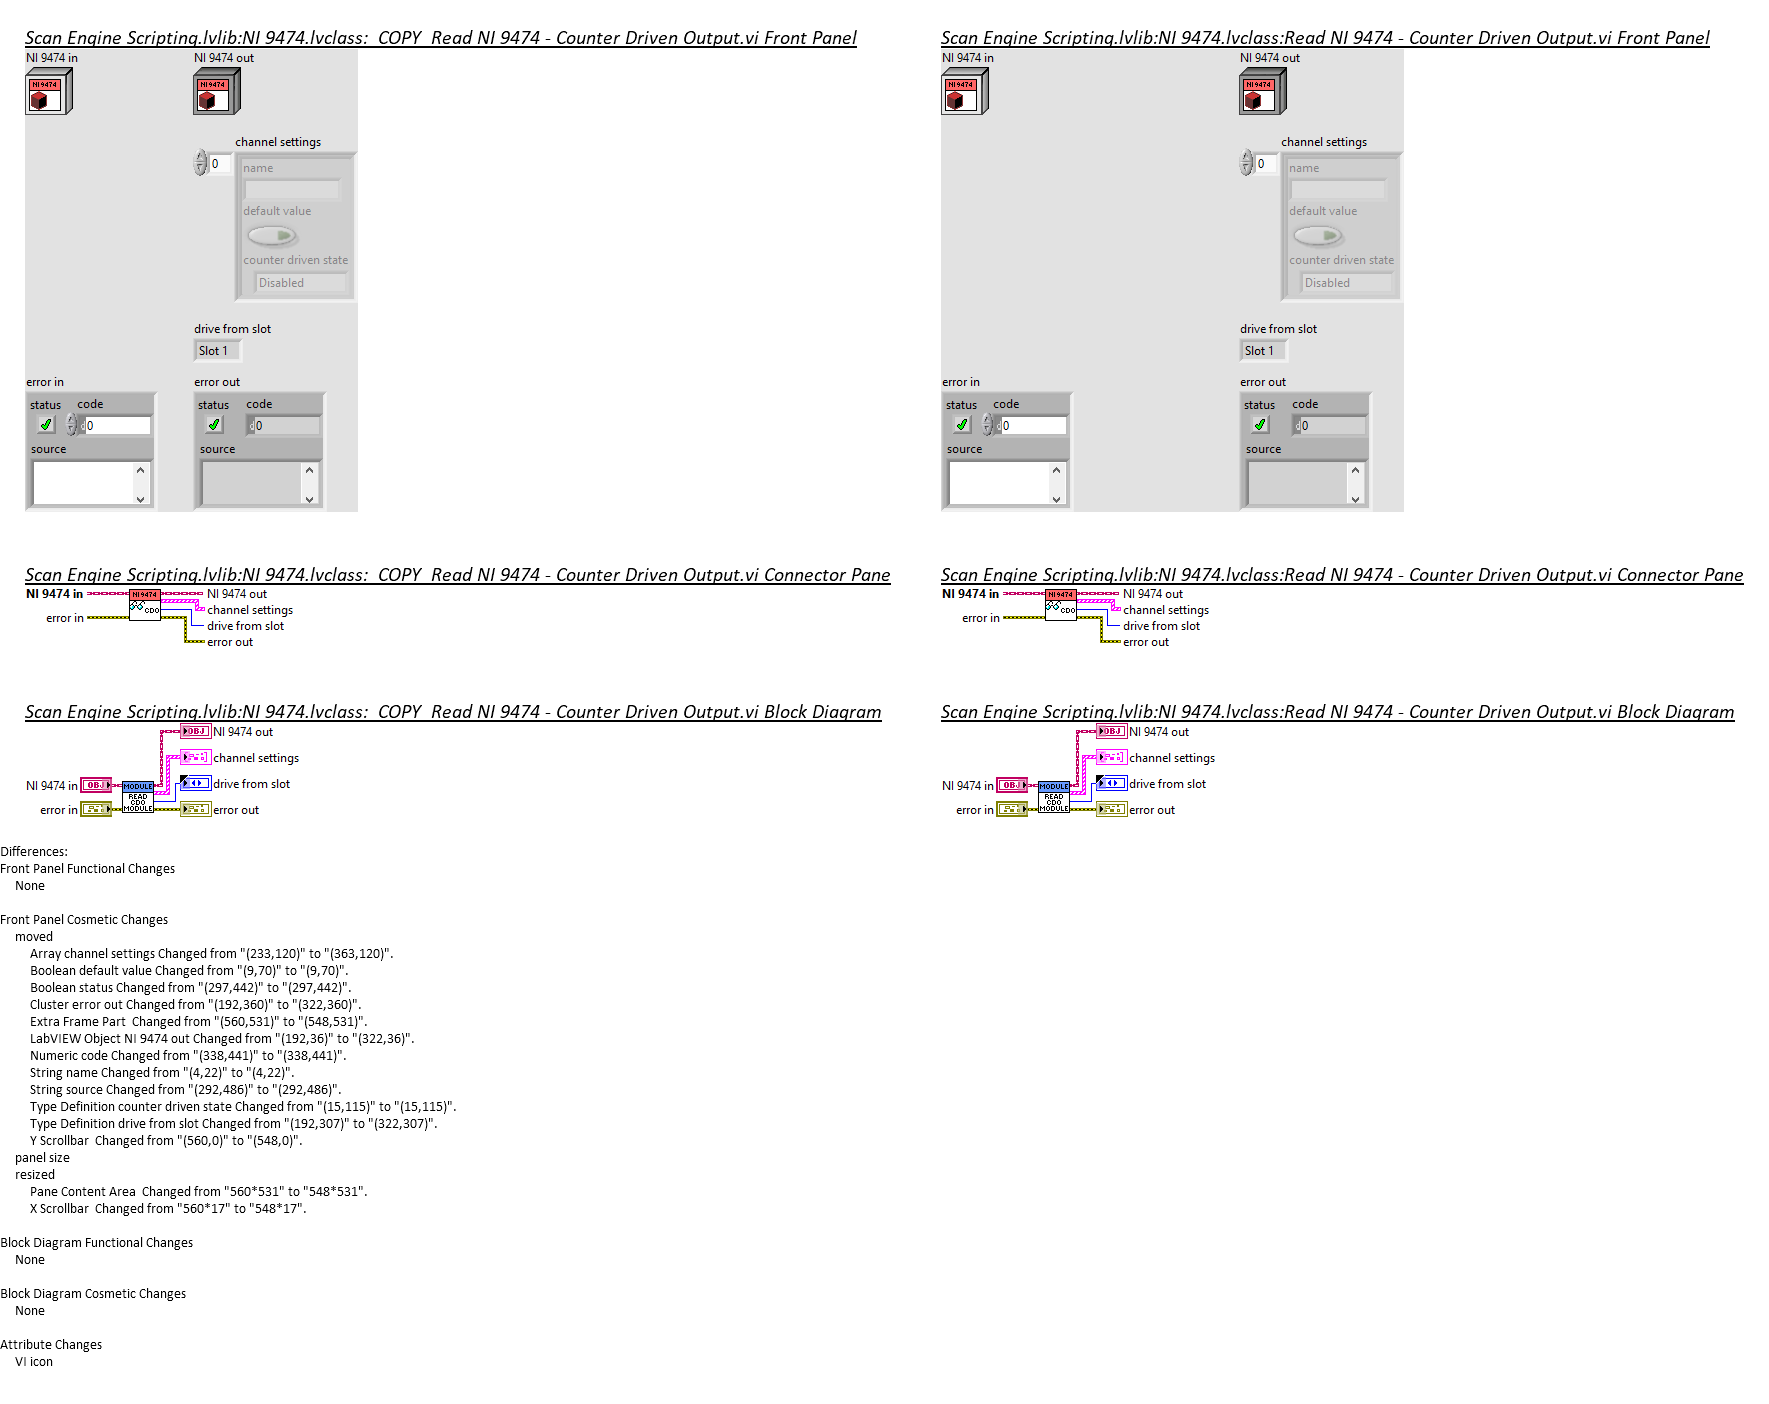 Scan Engine Scripting.lvlib:NI 9474.lvclass:_COPY_Read NI 9474 - Counter Driven Output.vi Front Panel
NI 9474 in
NI 9474 out
NI9474
NI9474
channel settings
0
name
default value
counter driven state
Disabled
drive from slot
Slot 1
error in
error out
status code
status code
d 0
d 0
source
source
Scan Engine Scripting.lvlib:NI 9474.lvclass:Read NI 9474 - Counter Driven Output.vi Front Panel
NI 9474 in
NI 9474 out
NI9474
NI9474
channel settings
0
name
default value
counter driven state
Disabled
drive from slot
Slot 1
error in
error out
status code
status code
d 0
d 0
source
source
Scan Engine Scripting.lvlib:NI 9474.lvclass:_COPY_Read NI 9474 - Counter Driven Output.vi Connector Pane
NI 9474 in
NI9474
NI 9474 out
CDO
channel settings
error in
drive from slot
error out
Scan Engine Scripting.lvlib:NI 9474.lvclass:Read NI 9474 - Counter Driven Output.vi Connector Pane
NI 9474 in
NI9474
NI 9474 out
CDO
channel settings
error in
drive from slot
error out
Scan Engine Scripting.lvlib:NI 9474.lvclass:_COPY_Read NI 9474 - Counter Driven Output.vi Block Diagram
OBJ NI 9474 out
channel settings
NI 9474 in OBJ
MODULE
READ
CDO
MODULE
drive from slot
error in
error out
Scan Engine Scripting.lvlib:NI 9474.lvclass:Read NI 9474 - Counter Driven Output.vi Block Diagram
OBJ NI 9474 out
channel settings
NI 9474 in OBJ
MODULE
READ
CDO
MODULE
drive from slot
error in
error out
Differences:
Front Panel Functional Changes
None
Front Panel Cosmetic Changes
moved
Array channel settings Changed from "(233,120)" to "(363,120)".
Boolean default value Changed from "(9,70)" to "(9,70)".
Boolean status Changed from "(297,442)" to "(297,442)".
Cluster error out Changed from "(192,360)" to "(322,360)".
Extra Frame Part  Changed from "(560,531)" to "(548,531)".
LabVIEW Object NI 9474 out Changed from "(192,36)" to "(322,36)".
Numeric code Changed from "(338,441)" to "(338,441)".
String name Changed from "(4,22)" to "(4,22)".
String source Changed from "(292,486)" to "(292,486)".
Type Definition counter driven state Changed from "(15,115)" to "(15,115)".
Type Definition drive from slot Changed from "(192,307)" to "(322,307)".
Y Scrollbar  Changed from "(560,0)" to "(548,0)".
panel size
resized
Pane Content Area  Changed from "560*531" to "548*531".
X Scrollbar  Changed from "560*17" to "548*17".
Block Diagram Functional Changes
None
Block Diagram Cosmetic Changes
None
Attribute Changes
VI icon